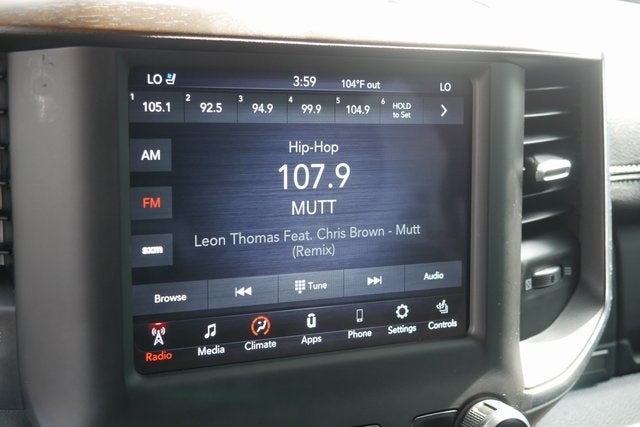 LO 3:59 104°F out LO
1 105.1 2 92.5 3 94.9 4 99.9 5 104.9 6 HOLD
to Set
Hip-Hop
AM
107.9
FM
MUTT
Leon Thomas Feat. Chris Brown - Mutt
(Remix)
sxm
Browse Tune Audio
Radio Media Climate Apps Phone Settings Controls